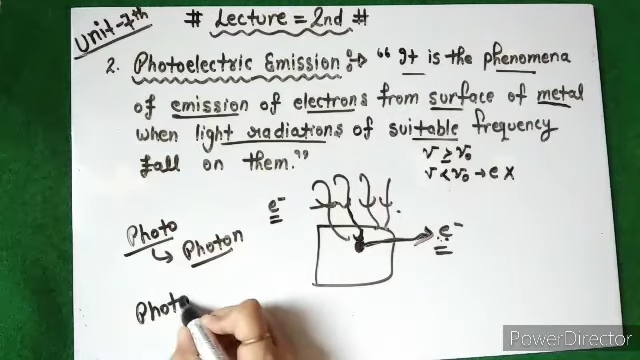 Unit-7th
# Lecture = 2nd #
2. Photoelectric Emission :→ "It is the phenomena
of emission of electrons from surface of metal
when light radiations of suitable frequency
fall on them."
ν ≥ ν₀
ν < ν₀ → e X
e⁻
e⁻
Photo
↳ Photon
Photo
PowerDirector